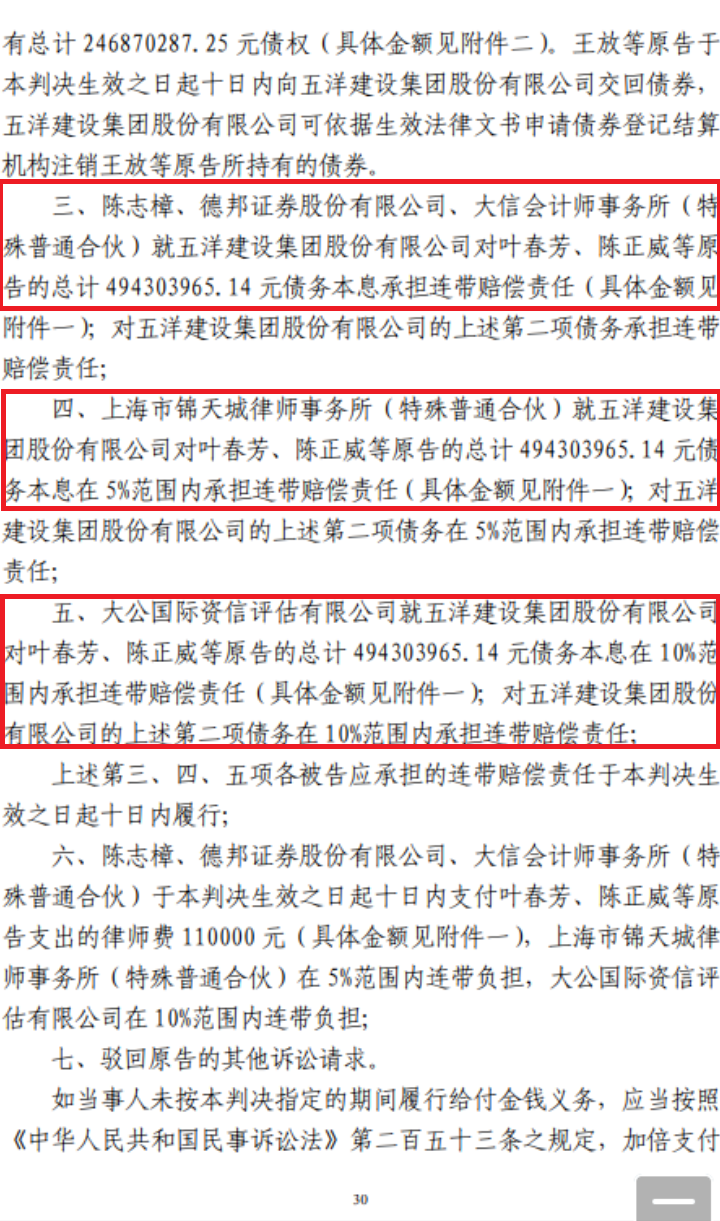 有总计 246870287.25 元债权（具体金额见附件二）。王放等原告于
本判决生效之日起十日内向五洋建设集团股份有限公司交回债券，
五洋建设集团股份有限公司可依据生效法律文书申请债券登记结算
机构注销王放等原告所持有的债券。
三、陈志樟、德邦证券股份有限公司、大信会计师事务所（特
殊普通合伙）就五洋建设集团股份有限公司对叶春芳、陈正威等原
告的总计 494303965.14 元债务本息承担连带赔偿责任（具体金额见
附件一）；对五洋建设集团股份有限公司的上述第二项债务承担连带
赔偿责任；
四、上海市锦天城律师事务所（特殊普通合伙）就五洋建设集
团股份有限公司对叶春芳、陈正威等原告的总计 494303965.14 元债
务本息在 5%范围内承担连带赔偿责任（具体金额见附件一）；对五洋
建设集团股份有限公司的上述第二项债务在 5%范围内承担连带赔偿
责任；
五、大公国际资信评估有限公司就五洋建设集团股份有限公司
对叶春芳、陈正威等原告的总计 494303965.14 元债务本息在 10%范
围内承担连带赔偿责任（具体金额见附件一）；对五洋建设集团股份
有限公司的上述第二项债务在 10%范围内承担连带赔偿责任；
上述第三、四、五项各被告应承担的连带赔偿责任于本判决生
效之日起十日内履行；
六、陈志樟、德邦证券股份有限公司、大信会计师事务所（特
殊普通合伙）于本判决生效之日起十日内支付叶春芳、陈正威等原
告支出的律师费 110000 元（具体金额见附件一），上海市锦天城律
师事务所（特殊普通合伙）在 5%范围内连带负担，大公国际资信评
估有限公司在 10%范围内连带负担；
七、驳回原告的其他诉讼请求。
如当事人未按本判决指定的期间履行给付金钱义务，应当按照
《中华人民共和国民事诉讼法》第二百五十三条之规定，加倍支付
30